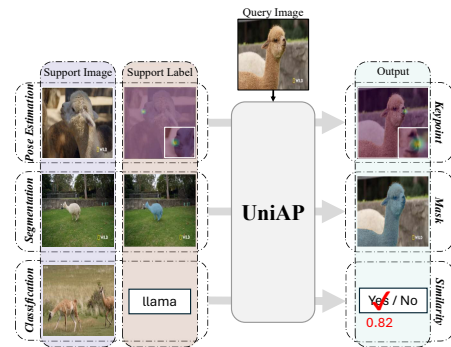 Query Image
Support Image
Support Label
Output
Pose Estimation
Keypoint
Segmentation
UniAP
Mask
Classification
llama
Yes / No
0.82
Similarity